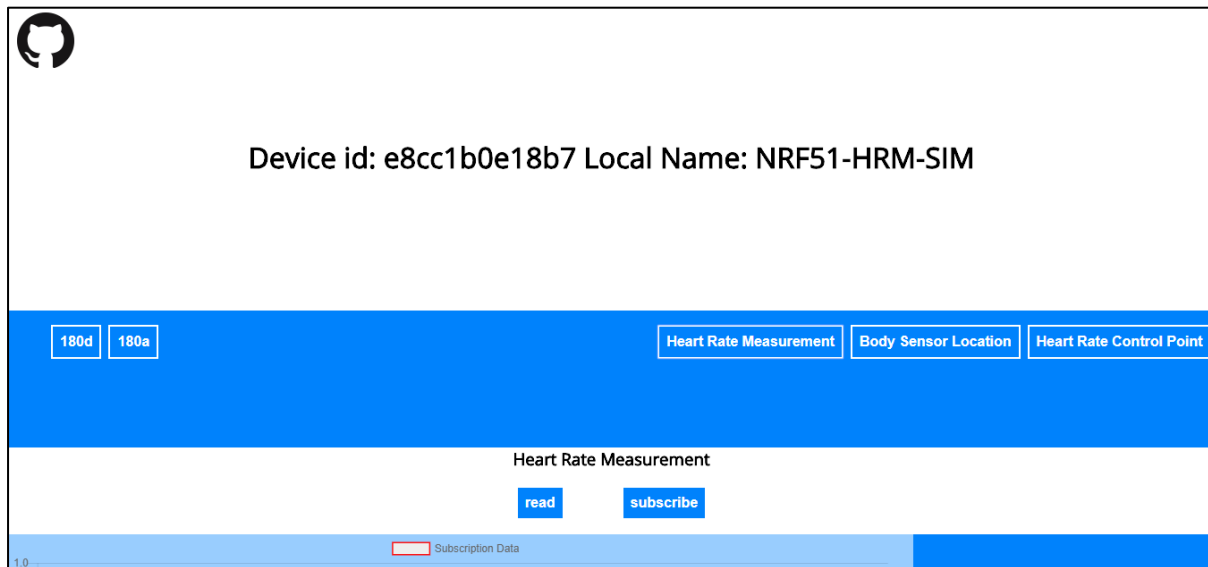 Device id: e8cc1b0e18b7 Local Name: NRF51-HRM-SIM
180d 180a Heart Rate Measurement Body Sensor Location Heart Rate Control Point
Heart Rate Measurement
read subscribe
Subscription Data
1.0